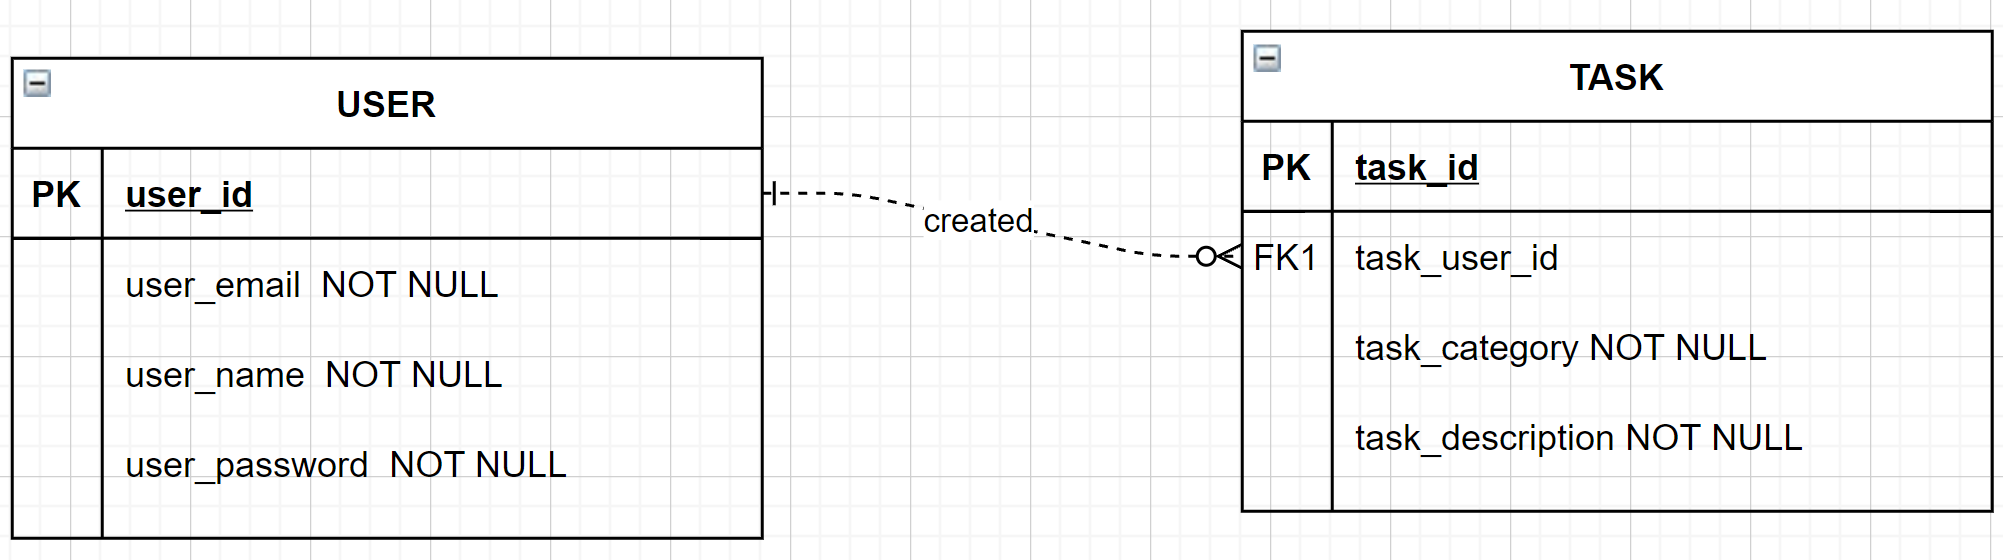 USER
PK user_id
user_email NOT NULL
user_name NOT NULL
user_password NOT NULL
created
TASK
PK task_id
FK1 task_user_id
task_category NOT NULL
task_description NOT NULL